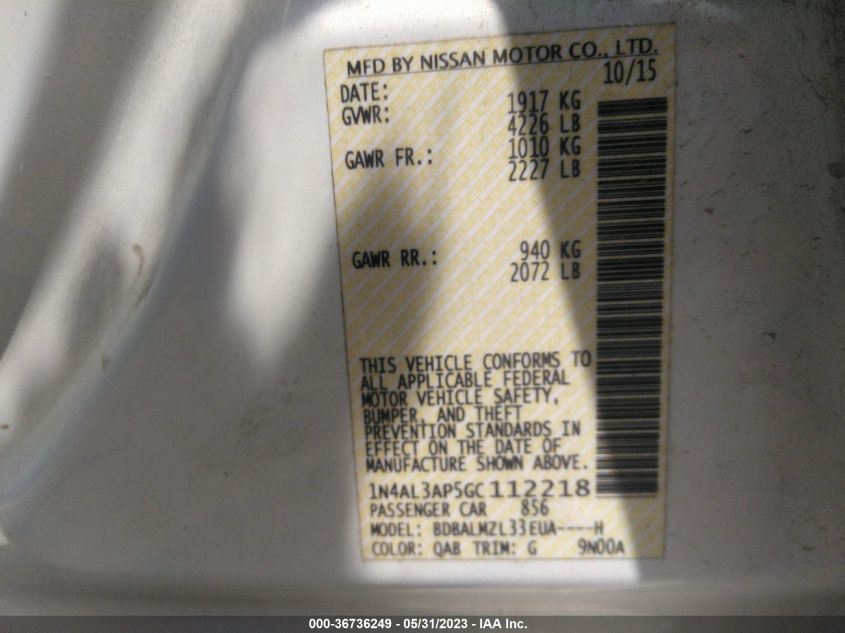 MFD BY NISSAN MOTOR CO., LTD.
DATE: 10/15
GVWR: 1917 KG
4226 LB
GAWR FR.: 1010 KG
2227 LB
GAWR RR.: 940 KG
2072 LB
THIS VEHICLE CONFORMS TO
ALL APPLICABLE FEDERAL
MOTOR VEHICLE SAFETY,
BUMPER, AND THEFT
PREVENTION STANDARDS IN
EFFECT ON THE DATE OF
MANUFACTURE SHOWN ABOVE.
1N4AL3AP5GC112218
PASSENGER CAR 856
MODEL: BDBALMZL33EUA----H
COLOR: QAB TRIM: G 9N00A
000-36736249 - 05/31/2023 - IAA Inc.